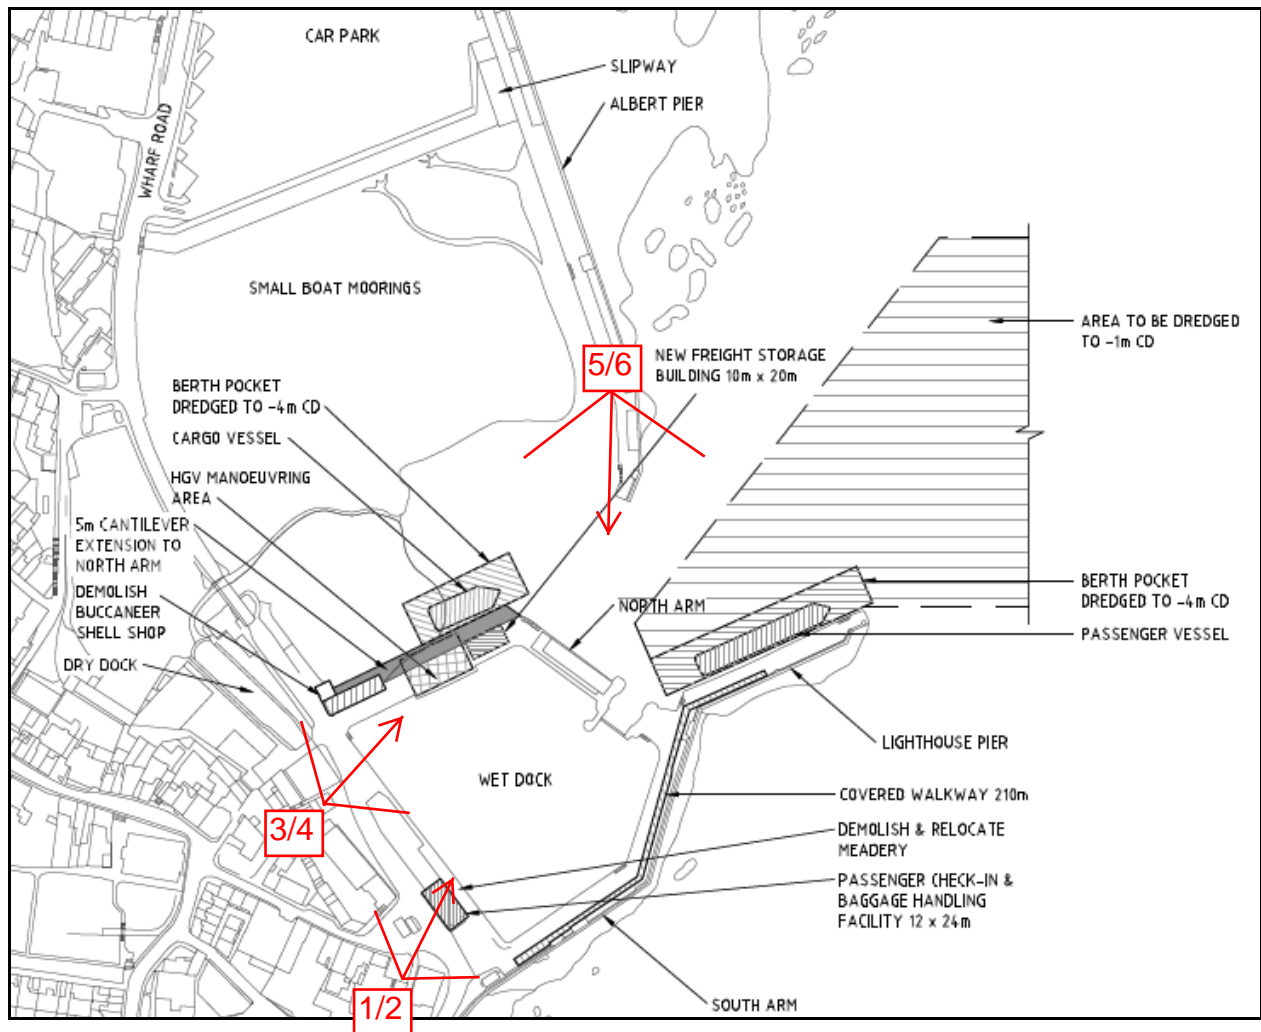 CAR PARK
SLIPWAY
ALBERT PIER
WHARF ROAD
SMALL BOAT MOORINGS
AREA TO BE DREDGED
TO -1m CD
5/6
NEW FREIGHT STORAGE
BUILDING 10m x 20m
BERTH POCKET
DREDGED TO -4m CD
CARGO VESSEL
HGV MANOEUVRING
AREA
5m CANTILEVER
EXTENSION TO
NORTH ARM
DEMOLISH
BUCCANEER
SHELL SHOP
DRY DOCK
NORTH ARM
BERTH POCKET
DREDGED TO -4m CD
PASSENGER VESSEL
LIGHTHOUSE PIER
WET DOCK
COVERED WALKWAY 210m
3/4
DEMOLISH & RELOCATE
MEADERY
PASSENGER CHECK-IN &
BAGGAGE HANDLING
FACILITY 12 x 24m
1/2
SOUTH ARM